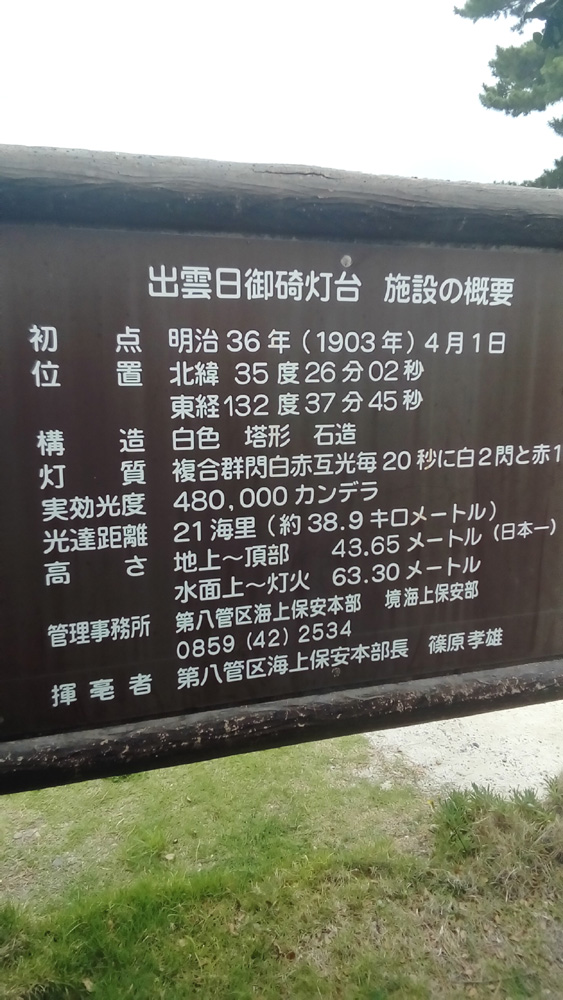 出雲日御碕灯台 施設の概要
初点 明治36年(1903年)4月1日
位置 北緯 35度26分02秒
東経132度37分45秒
構造 白色 塔形 石造
灯質 複合群閃白赤互光毎20秒に白2閃と赤1
実効光度 480,000カンデラ
光達距離 21海里(約38.9キロメートル)
高さ 地上〜頂部 43.65メートル(日本一)
水面上〜灯火 63.30メートル
管理事務所 第八管区海上保安本部 境海上保安部
0859(42)2534
揮毫者 第八管区海上保安本部長 篠原孝雄